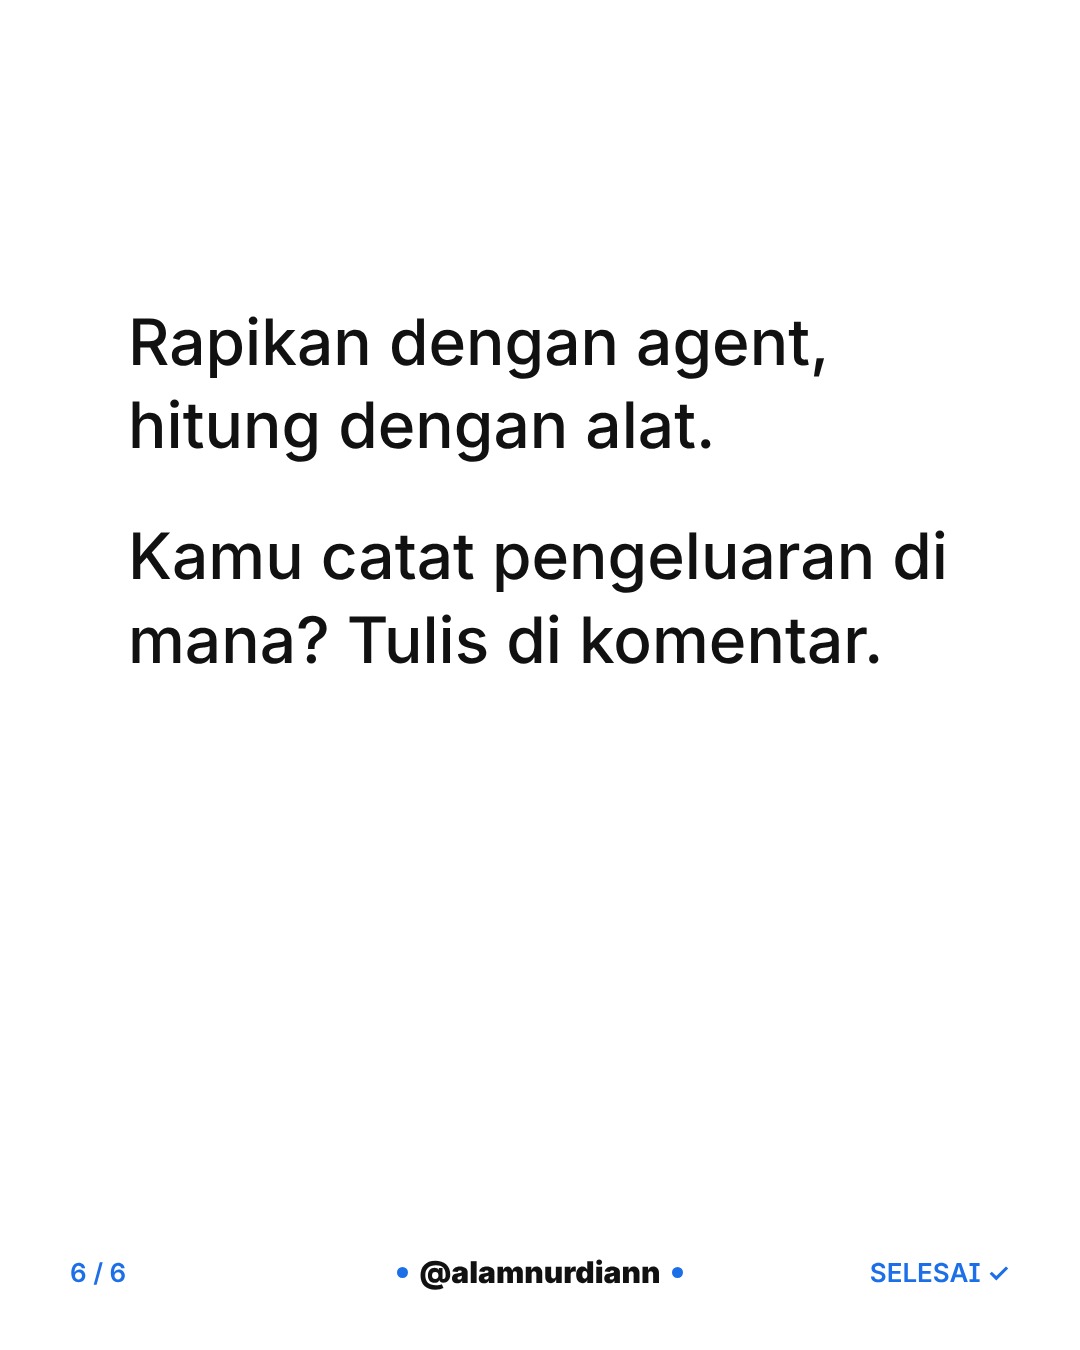 Rapikan dengan agent,
hitung dengan alat.
Kamu catat pengeluaran di
mana? Tulis di komentar.
6 / 6
• @alamnurdiann •
SELESAI ✓